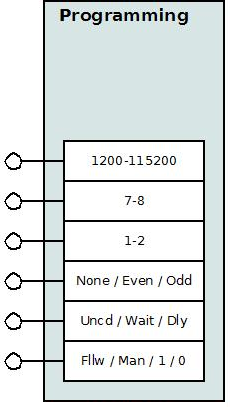 Programming
1200-115200
7-8
1-2
None / Even / Odd
Uncd / Wait / Dly
Fllw / Man / 1 / 0